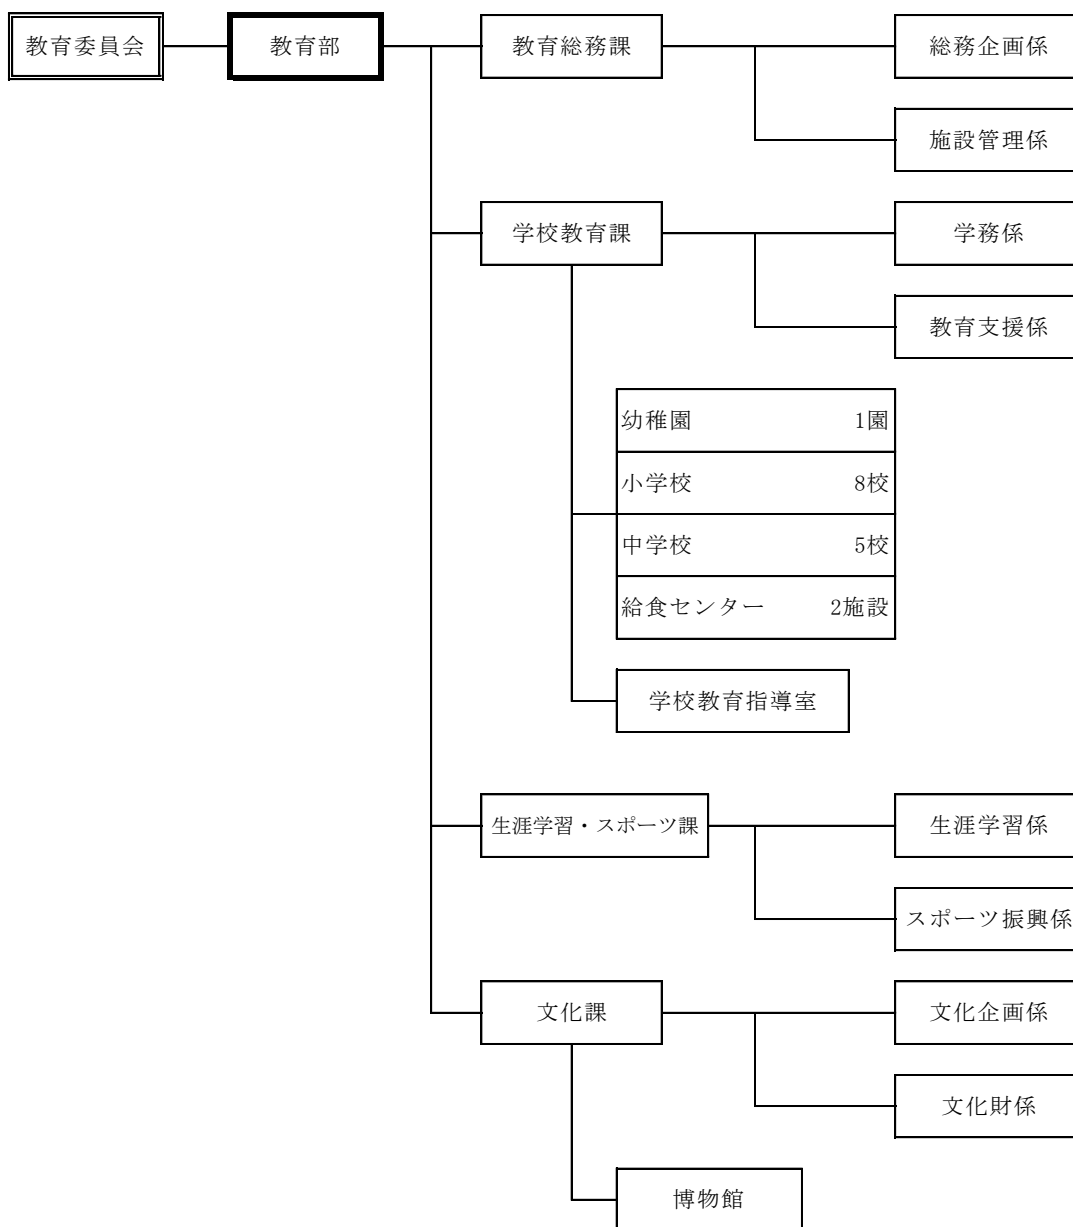 教育委員会
教育部
教育総務課
総務企画係
施設管理係
学校教育課
学務係
教育支援係
幼稚園 1園
小学校 8校
中学校 5校
給食センター 2施設
学校教育指導室
生涯学習・スポーツ課
生涯学習係
スポーツ振興係
文化課
文化企画係
文化財係
博物館